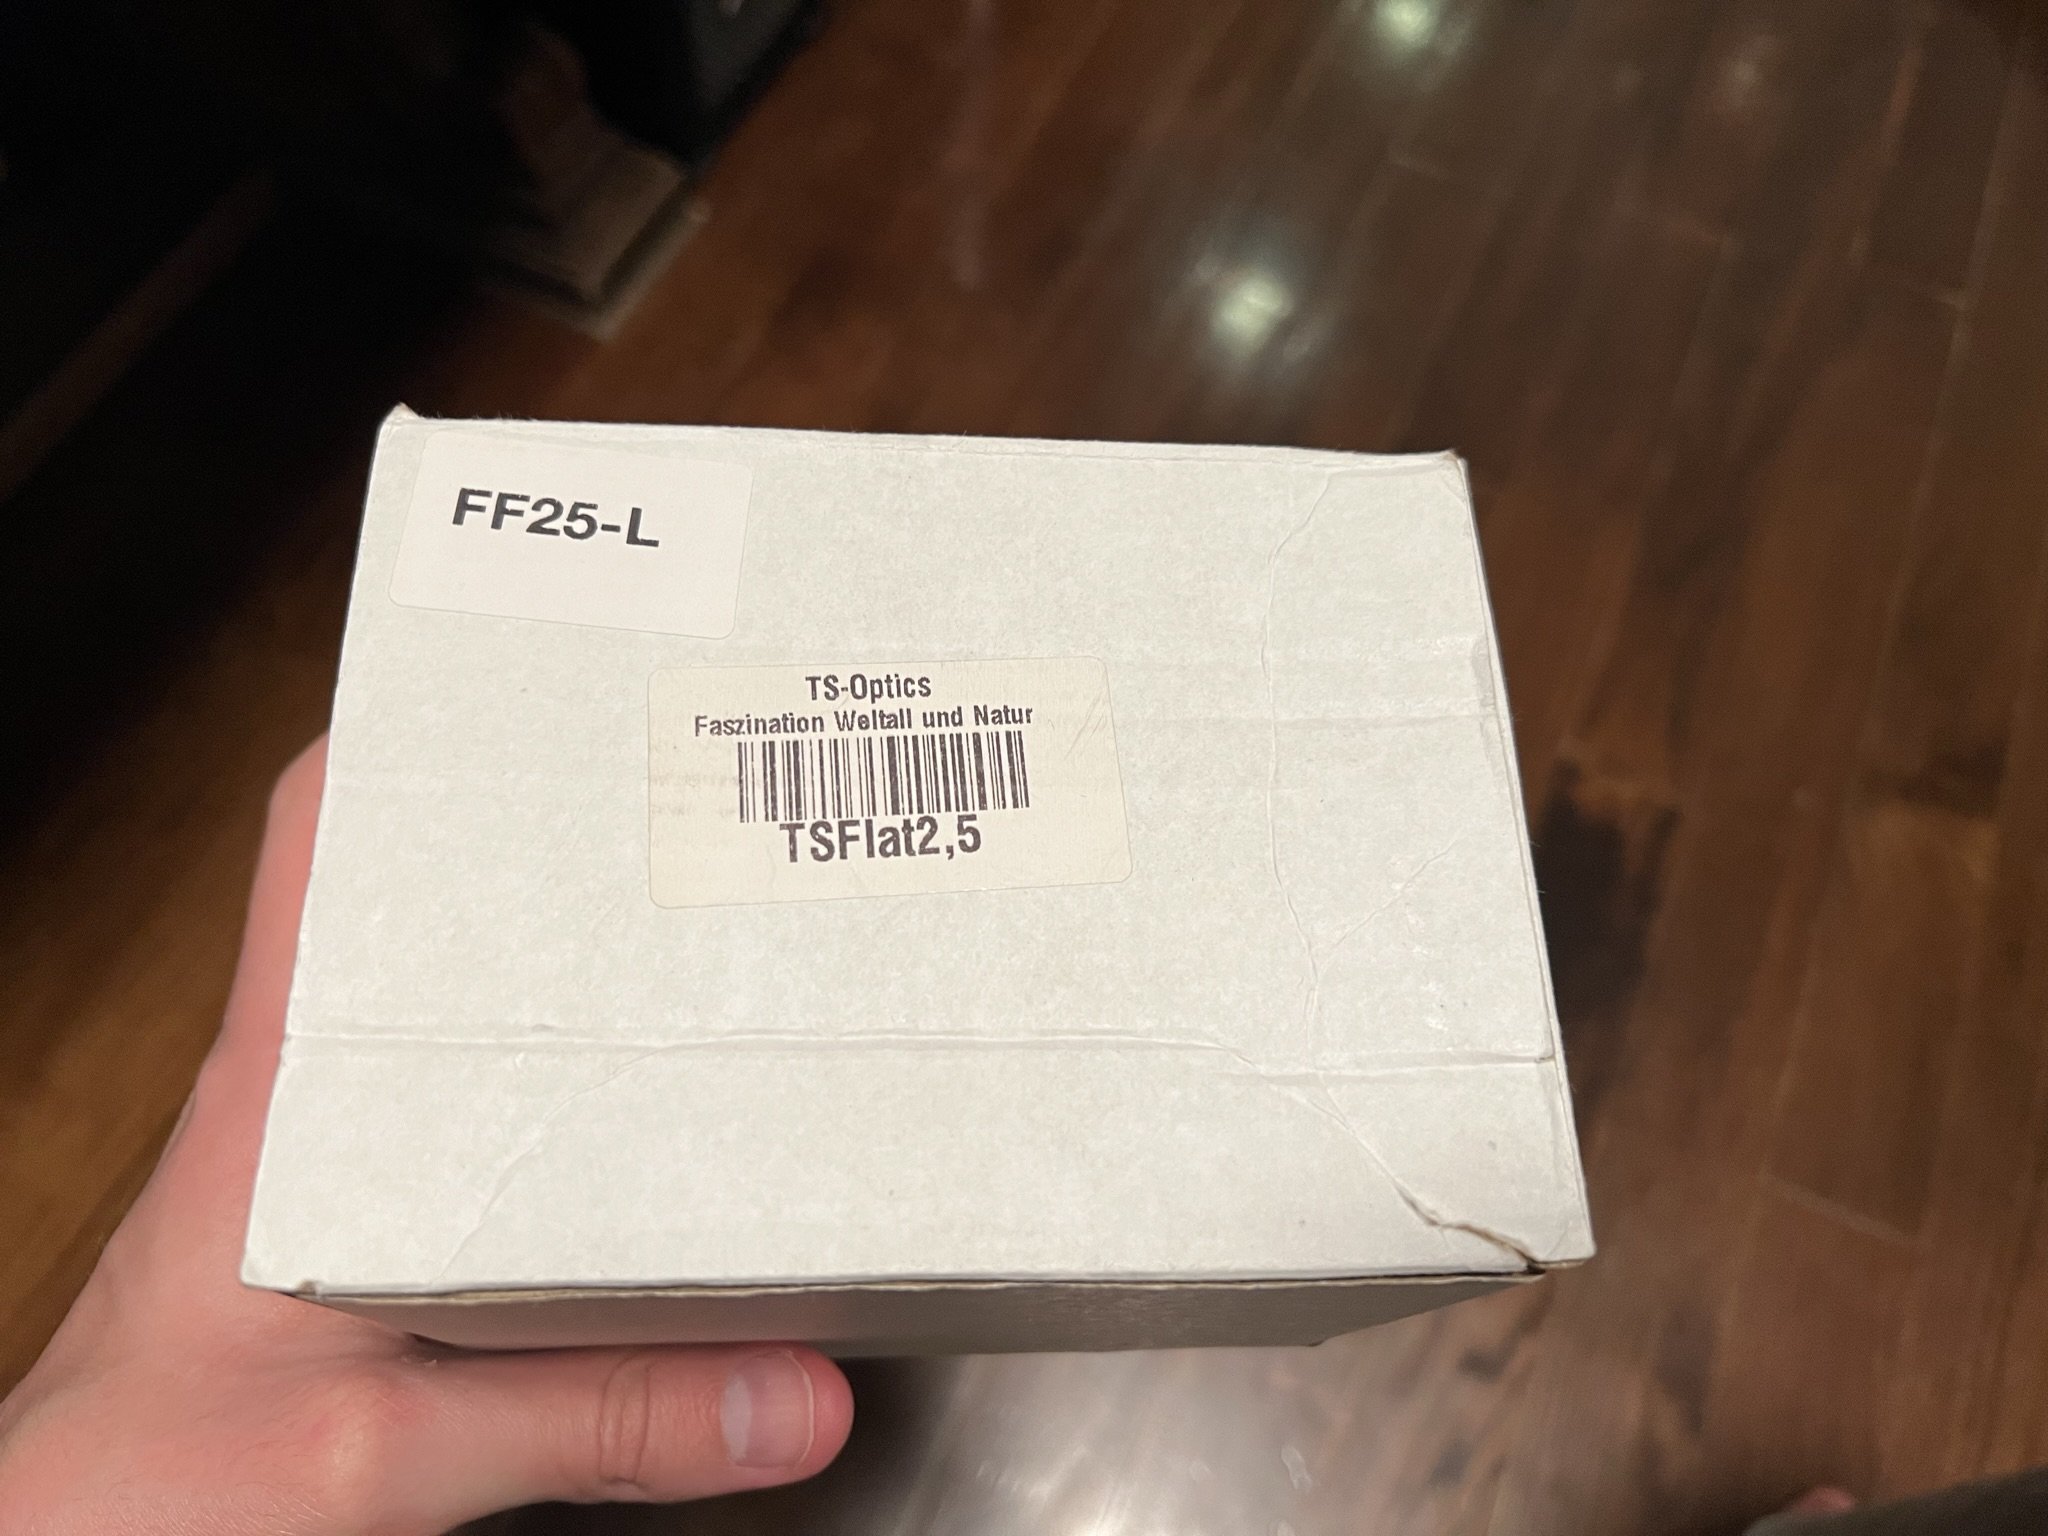 FF25-L
TS-Optics
Faszination Weltall und Natur
TSFlat2,5